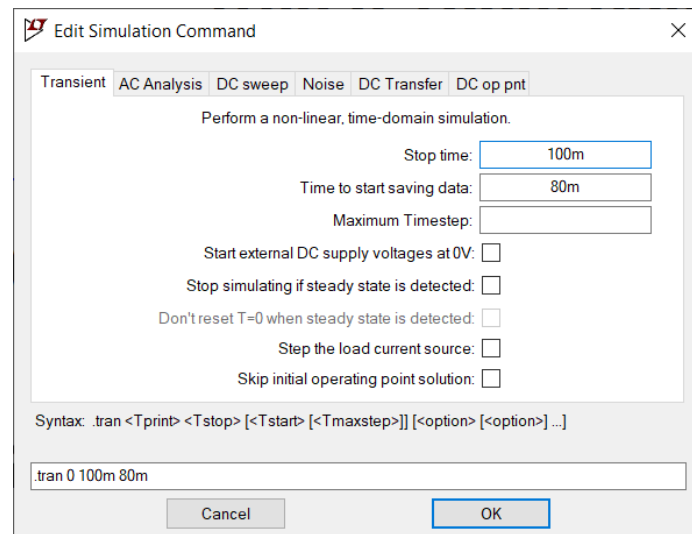 Edit Simulation Command
Transient AC Analysis DC sweep Noise DC Transfer DC op pnt
Perform a non-linear, time-domain simulation.
Stop time: 100m
Time to start saving data: 80m
Maximum Timestep:
Start external DC supply voltages at 0V:
Stop simulating if steady state is detected:
Don't reset T=0 when steady state is detected:
Step the load current source:
Skip initial operating point solution:
Syntax: .tran <Tprint> <Tstop> [<Tstart> [<Tmaxstep>]] [<option> [<option>] ...]
.tran 0 100m 80m
Cancel OK